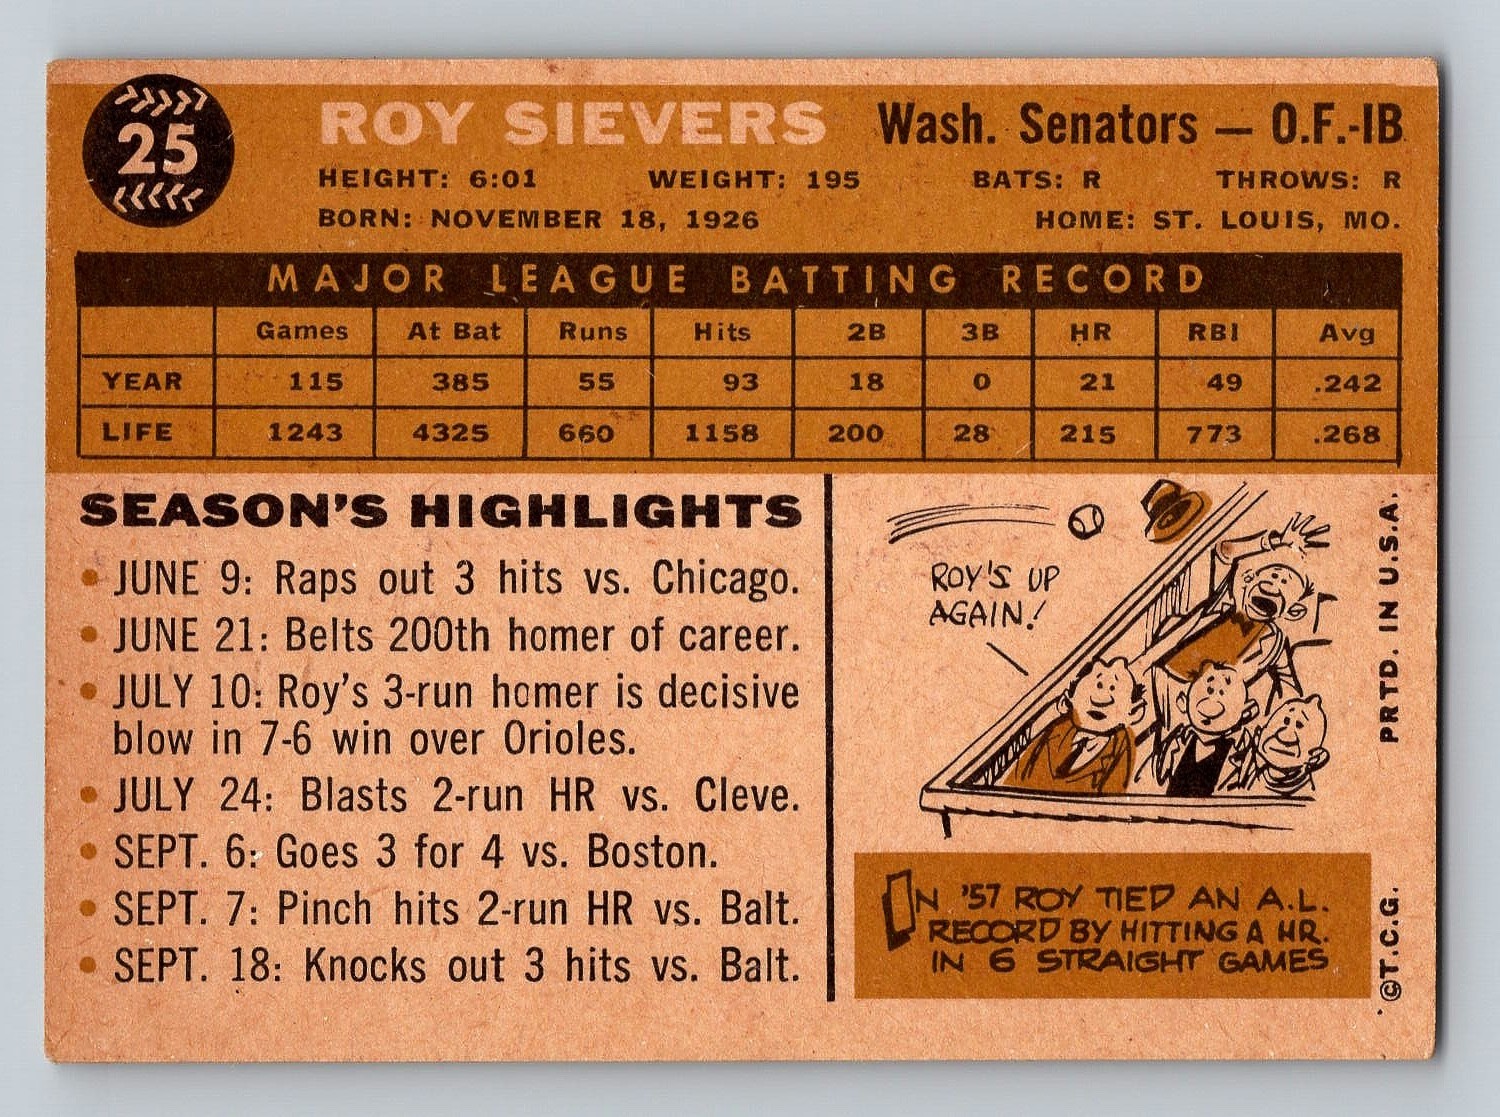 25
ROY SIEVERS Wash. Senators — O.F.-IB
HEIGHT: 6:01 WEIGHT: 195 BATS: R THROWS: R
BORN: NOVEMBER 18, 1926 HOME: ST. LOUIS, MO.
MAJOR LEAGUE BATTING RECORD
Games At Bat Runs Hits 2B 3B HR RBI Avg
YEAR 115 385 55 93 18 0 21 49 .242
LIFE 1243 4325 660 1158 200 28 215 773 .268
SEASON'S HIGHLIGHTS
• JUNE 9: Raps out 3 hits vs. Chicago.
• JUNE 21: Belts 200th homer of career.
• JULY 10: Roy's 3-run homer is decisive
blow in 7-6 win over Orioles.
• JULY 24: Blasts 2-run HR vs. Cleve.
• SEPT. 6: Goes 3 for 4 vs. Boston.
• SEPT. 7: Pinch hits 2-run HR vs. Balt.
• SEPT. 18: Knocks out 3 hits vs. Balt.
ROY'S UP
AGAIN!
IN '57 ROY TIED AN A.L.
RECORD BY HITTING A HR.
IN 6 STRAIGHT GAMES
©T.C.G. PRTD. IN U.S.A.